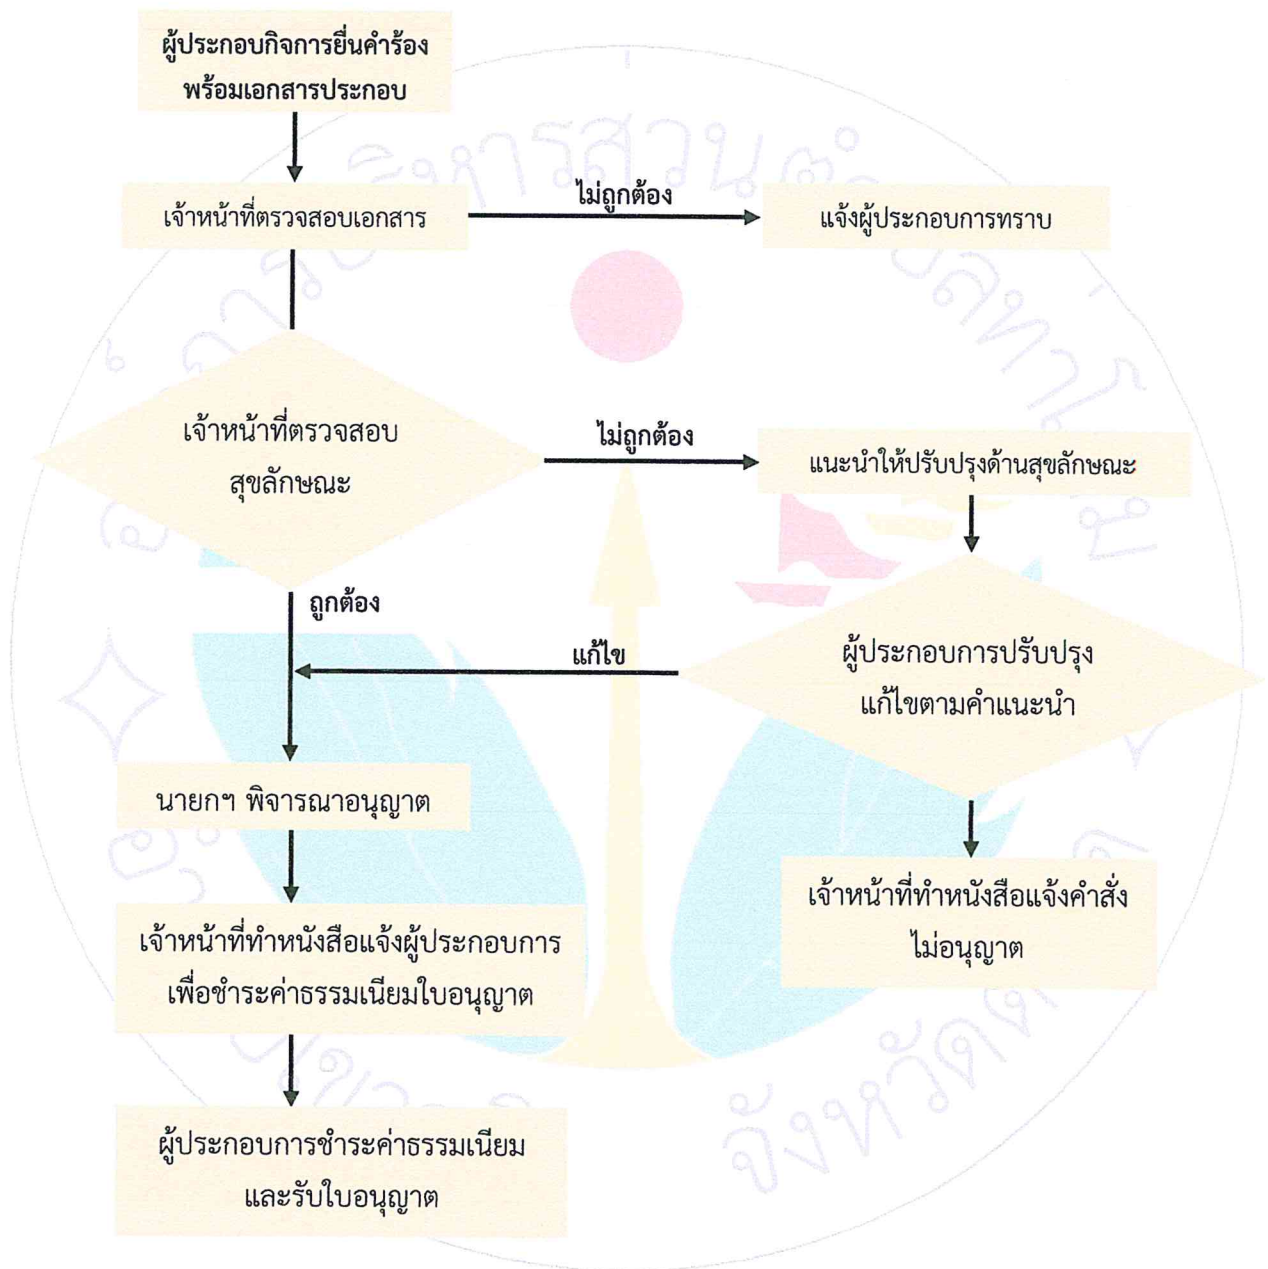 ผู้ประกอบกิจการยื่นคำร้อง
พร้อมเอกสารประกอบ
เจ้าหน้าที่ตรวจสอบเอกสาร
ไม่ถูกต้อง
แจ้งผู้ประกอบการทราบ
เจ้าหน้าที่ตรวจสอบ
สุขลักษณะ
ไม่ถูกต้อง
แนะนำให้ปรับปรุงด้านสุขลักษณะ
ถูกต้อง
แก้ไข
ผู้ประกอบการปรับปรุง
แก้ไขตามคำแนะนำ
นายกฯ พิจารณาอนุญาต
เจ้าหน้าที่ทำหนังสือแจ้งคำสั่ง
ไม่อนุญาต
เจ้าหน้าที่ทำหนังสือแจ้งผู้ประกอบการ
เพื่อชำระค่าธรรมเนียมใบอนุญาต
ผู้ประกอบการชำระค่าธรรมเนียม
และรับใบอนุญาต
จังหวัด